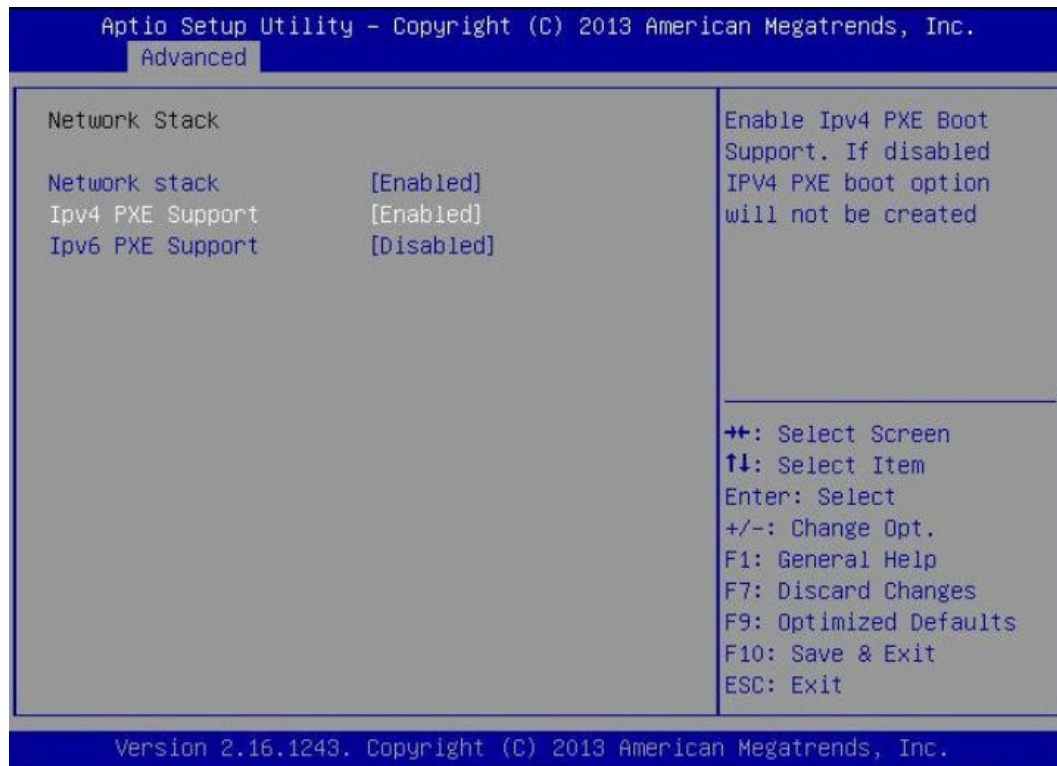 Aptio Setup Utility – Copyright (C) 2013 American Megatrends, Inc.
Advanced
Network Stack
Network stack [Enabled]
Ipv4 PXE Support [Enabled]
Ipv6 PXE Support [Disabled]
Enable Ipv4 PXE Boot
Support. If disabled
IPV4 PXE boot option
will not be created
→←: Select Screen
↑↓: Select Item
Enter: Select
+/-: Change Opt.
F1: General Help
F7: Discard Changes
F9: Optimized Defaults
F10: Save & Exit
ESC: Exit
Version 2.16.1243. Copyright (C) 2013 American Megatrends, Inc.